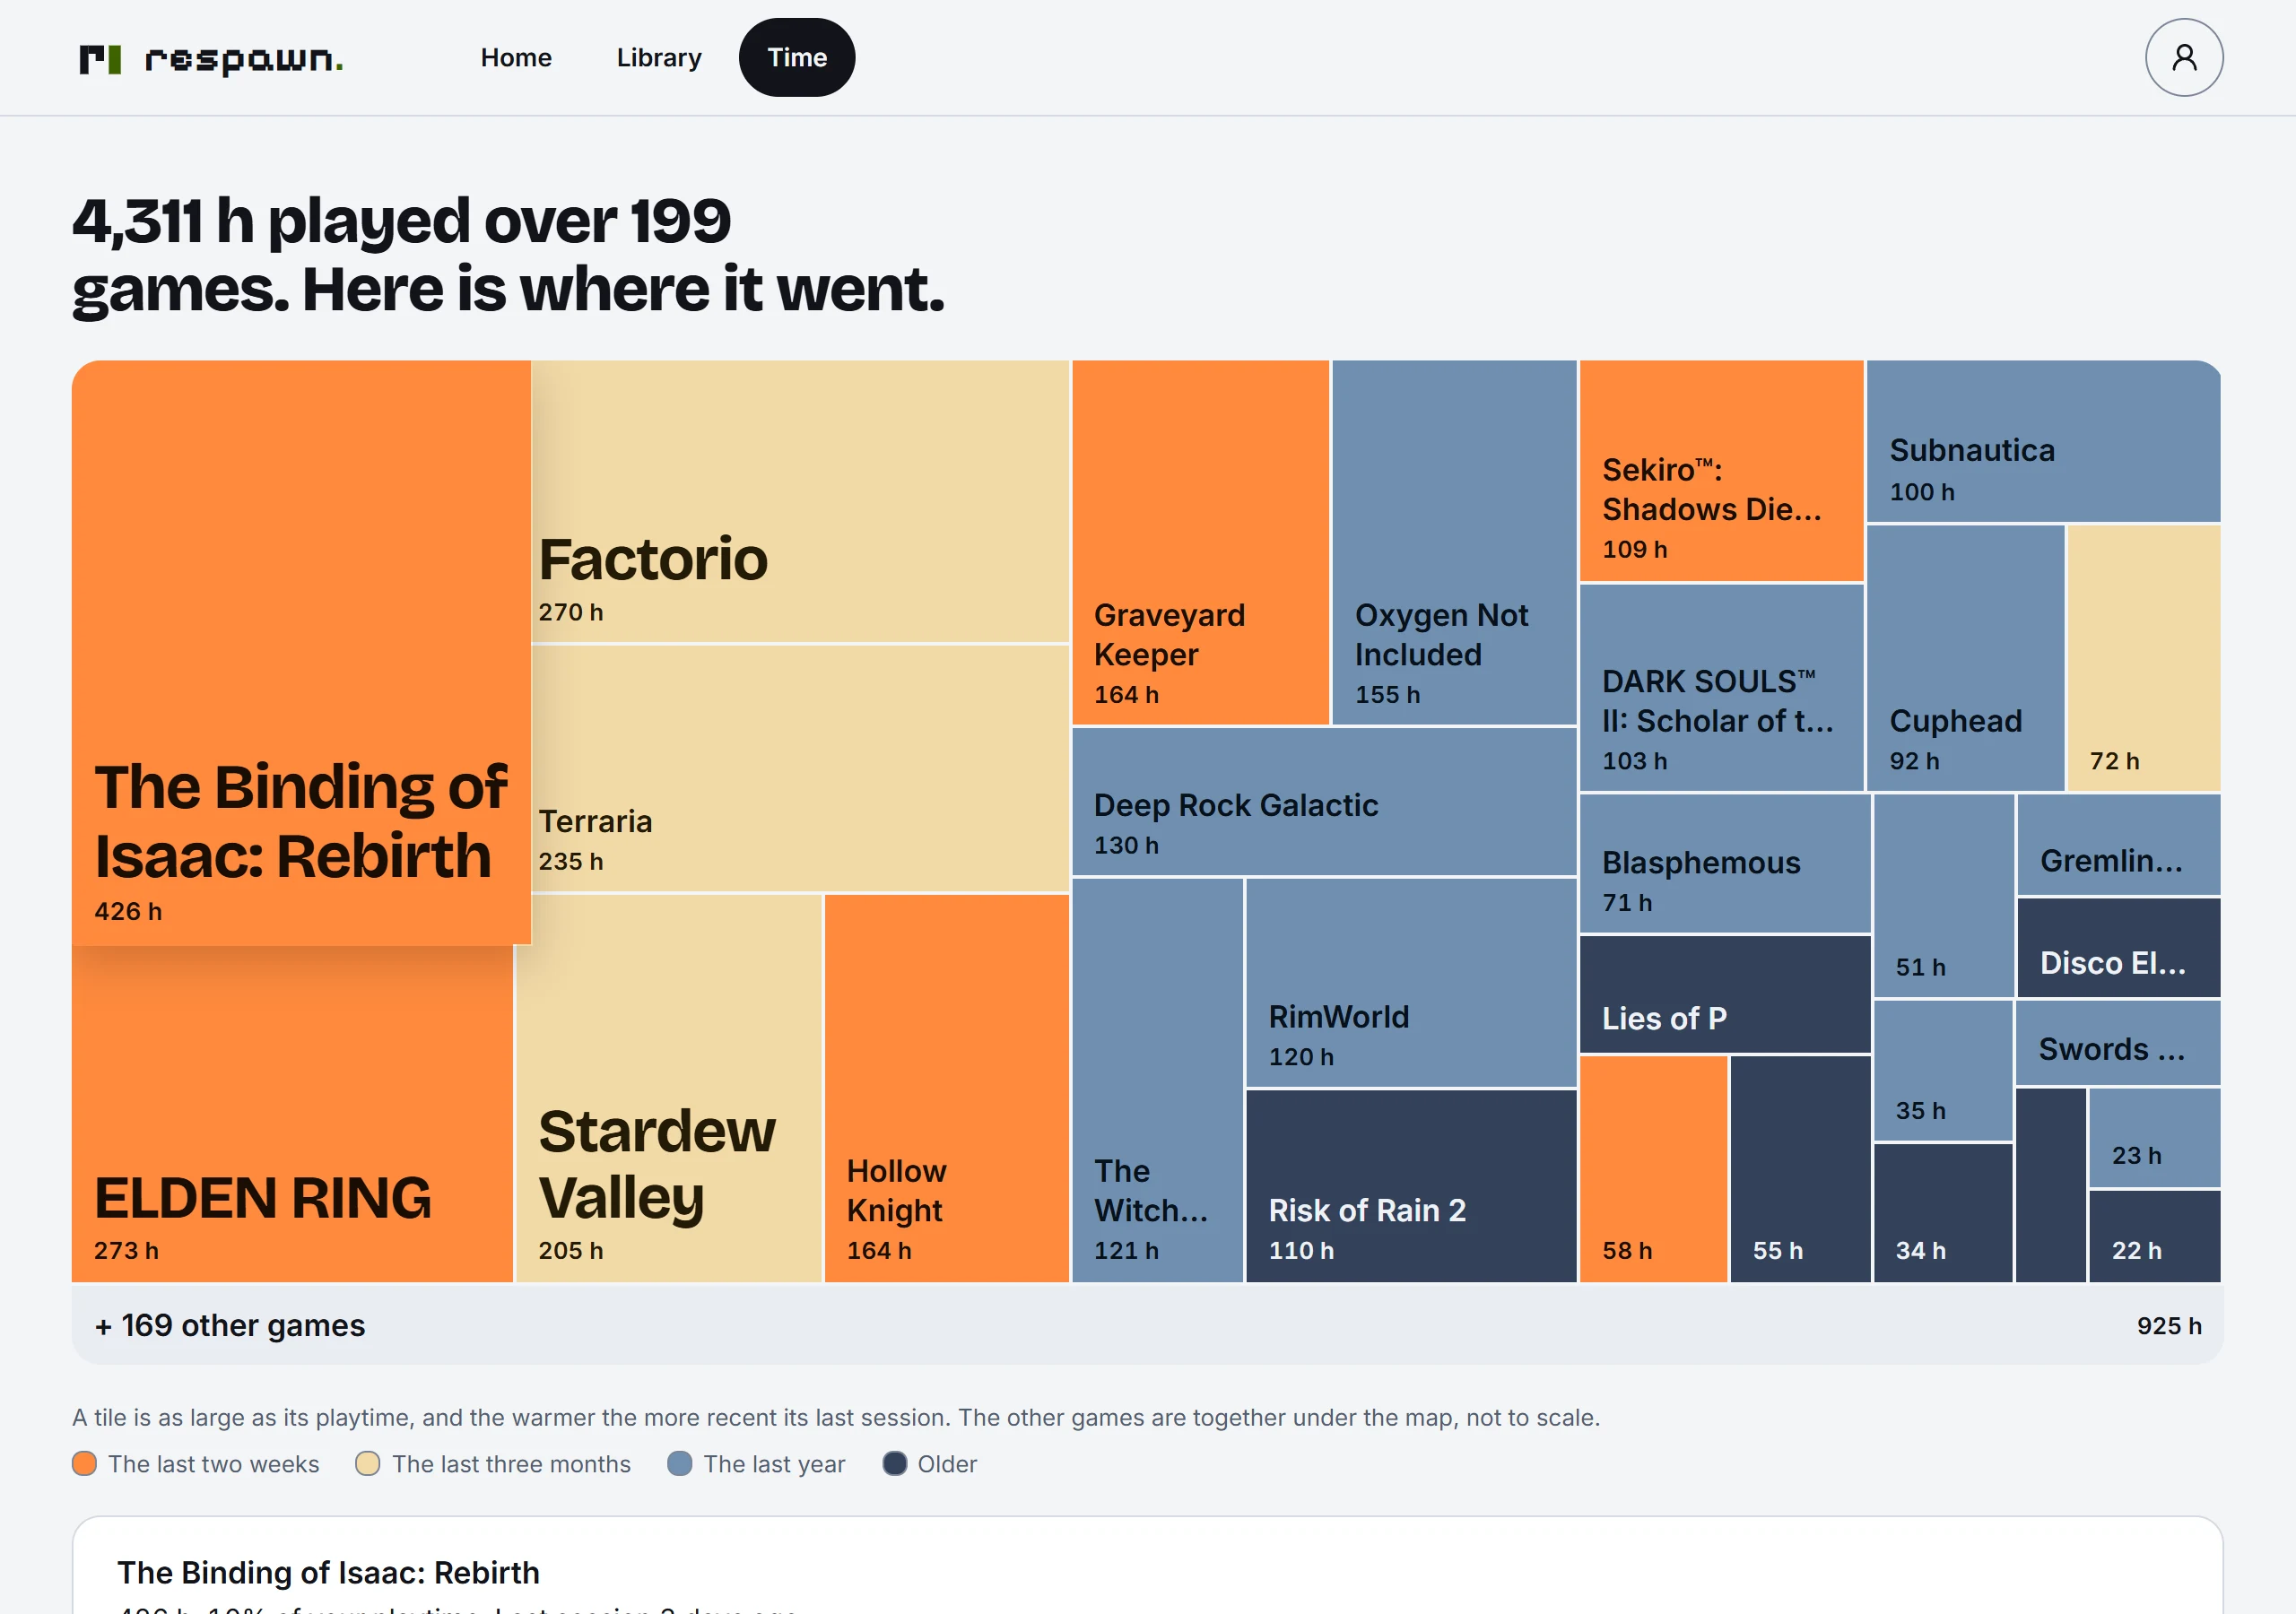 respawn.
Home
Library
Time
4,311 h played over 199
games. Here is where it went.
The Binding of
Isaac: Rebirth
426 h
Factorio
270 h
Terraria
235 h
ELDEN RING
273 h
Stardew
Valley
205 h
Hollow
Knight
164 h
Graveyard
Keeper
164 h
Oxygen Not
Included
155 h
Deep Rock Galactic
130 h
The
Witch...
121 h
RimWorld
120 h
Risk of Rain 2
110 h
Sekiro™:
Shadows Die...
109 h
DARK SOULS™
II: Scholar of t...
103 h
Subnautica
100 h
Cuphead
92 h
72 h
Blasphemous
71 h
Lies of P
58 h
55 h
51 h
Gremlin...
Disco El...
35 h
Swords ...
34 h
23 h
22 h
+ 169 other games
925 h
A tile is as large as its playtime, and the warmer the more recent its last session. The other games are together under the map, not to scale.
The last two weeks
The last three months
The last year
Older
The Binding of Isaac: Rebirth